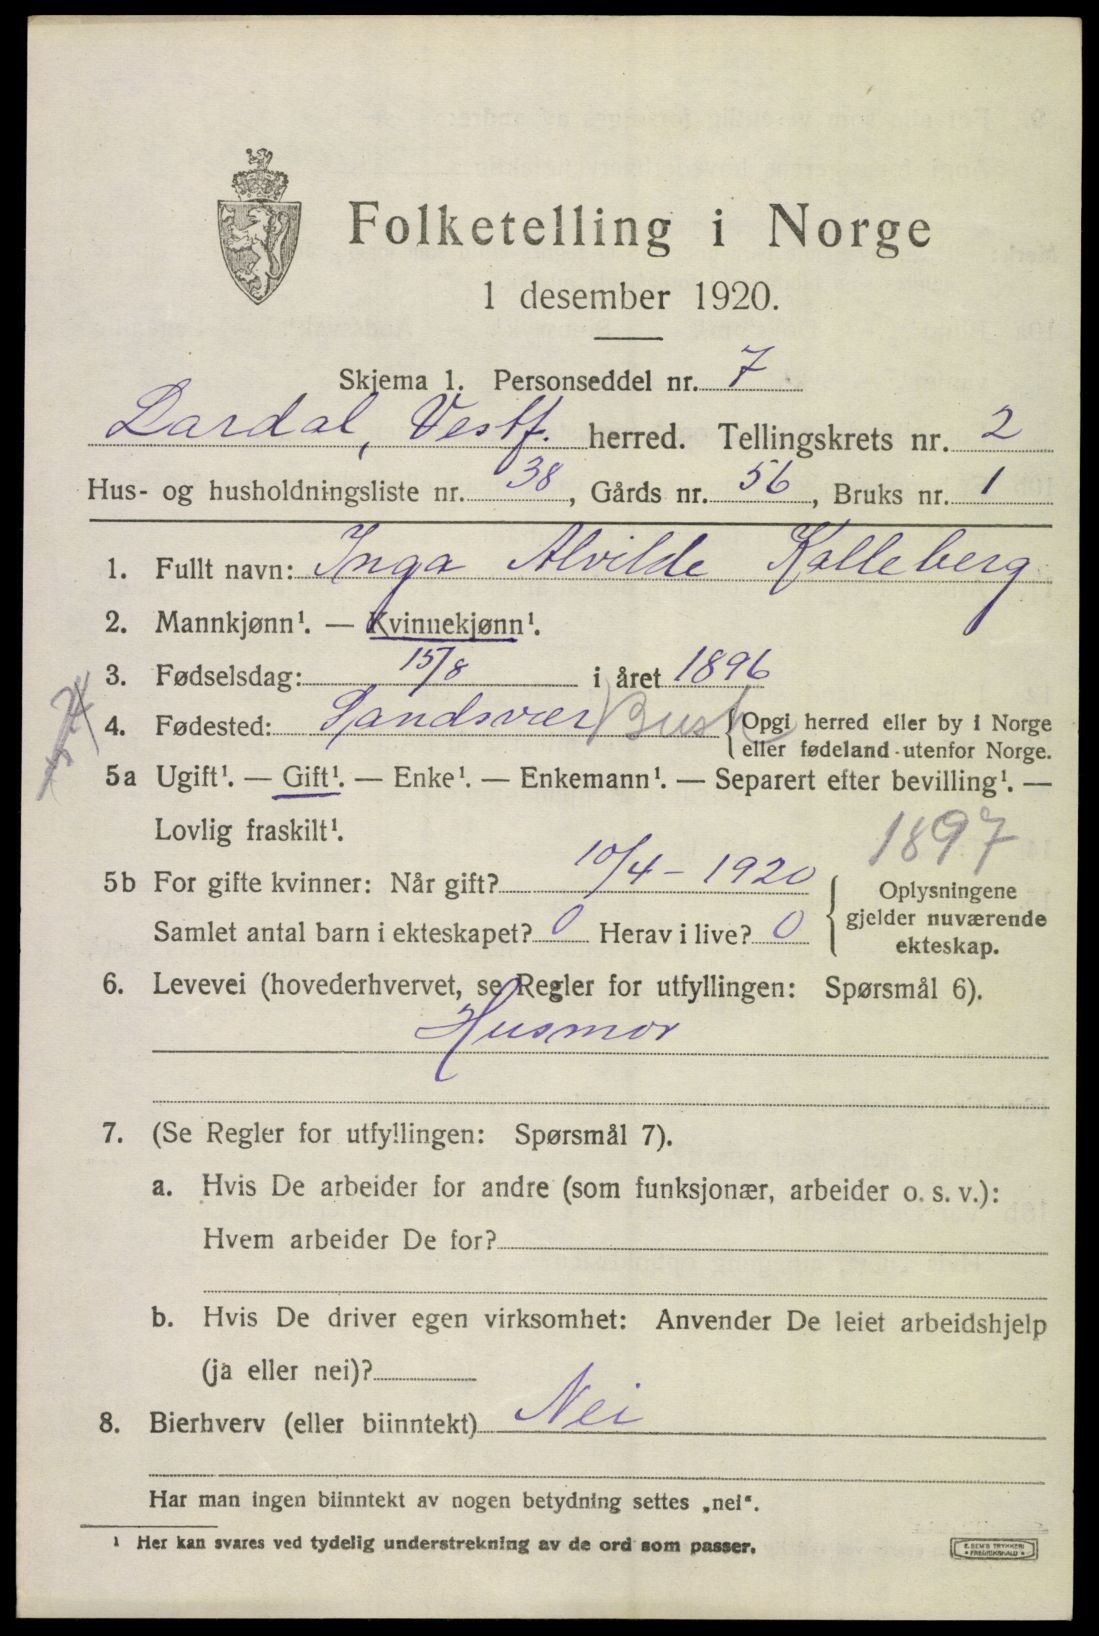 Folketelling i Norge
1 desember 1920.
Skjema 1. Personseddel nr. 7
Lardal, Vestf. herred. Tellingskrets nr. 2
Hus- og husholdningsliste nr. 38, Gårds nr. 56, Bruks nr. 1
1. Fullt navn: Inga Alvilde Kalleberg
2. Mannkjønn¹. — Kvinnekjønn¹.
3. Fødselsdag: 15/8 i året 1896
4. Fødested: Sandsvær Busk {Opgi herred eller by i Norge
eller fødeland utenfor Norge.
5a Ugift¹. — Gift¹. — Enke¹. — Enkemann¹. — Separert efter bevilling¹. —
Lovlig fraskilt¹.
1897
5b For gifte kvinner: Når gift? 10/4 - 1920
Samlet antal barn i ekteskapet? 0 Herav i live? 0
{Oplysningene
gjelder nuværende
ekteskap.
6. Levevei (hovederhvervet, se Regler for utfyllingen: Spørsmål 6).
Husmor
7. (Se Regler for utfyllingen: Spørsmål 7).
a. Hvis De arbeider for andre (som funksjonær, arbeider o. s. v.):
Hvem arbeider De for?
b. Hvis De driver egen virksomhet: Anvender De leiet arbeidshjelp
(ja eller nei)?
8. Bierhverv (eller biinntekt) Nei
Har man ingen biinntekt av nogen betydning settes „nei“.
¹ Her kan svares ved tydelig understrekning av de ord som passer.
E. SEM'S TRYKKERI
FREDRIKSHALD